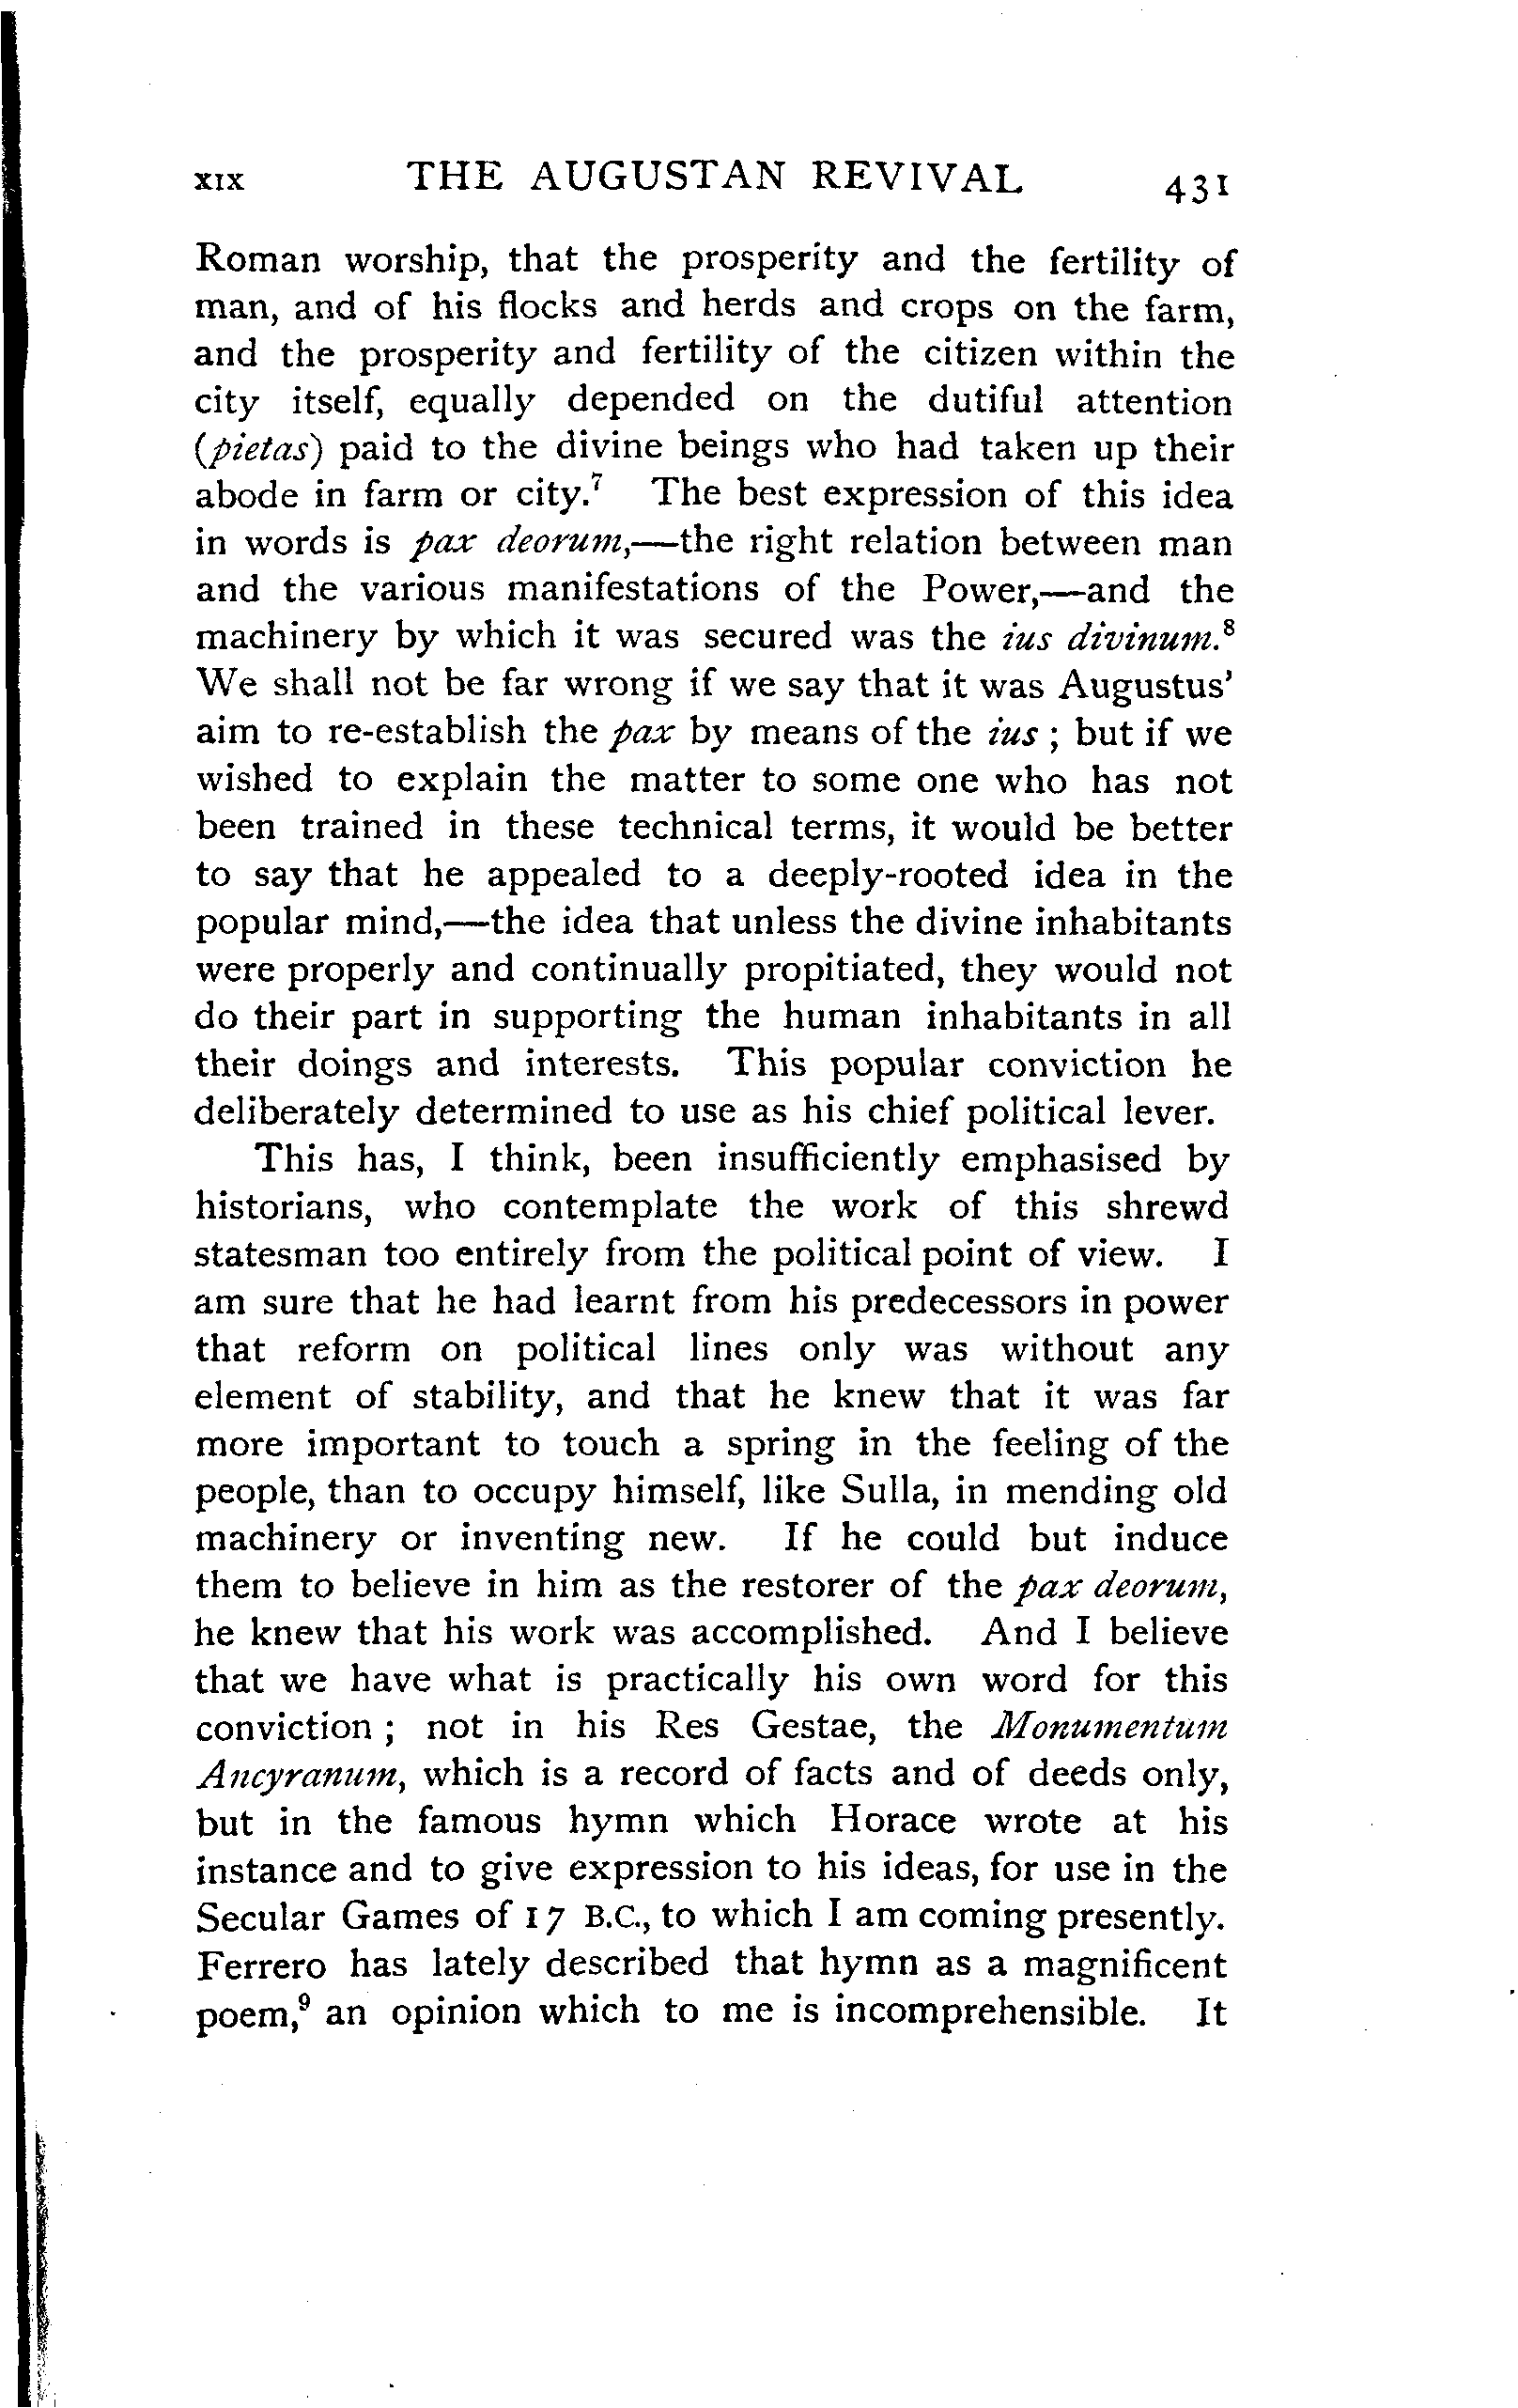 XIX THE AUGUSTAN REVIVAL 431
Roman worship, that the prosperity and the fertility of
man, and of his flocks and herds and crops on the farm,
and the prosperity and fertility of the citizen within the
city itself, equally depended on the dutiful attention
(pietas) paid to the divine beings who had taken up their
abode in farm or city.⁷ The best expression of this idea
in words is pax deorum,—the right relation between man
and the various manifestations of the Power,—and the
machinery by which it was secured was the ius divinum.⁸
We shall not be far wrong if we say that it was Augustus'
aim to re-establish the pax by means of the ius ; but if we
wished to explain the matter to some one who has not
been trained in these technical terms, it would be better
to say that he appealed to a deeply-rooted idea in the
popular mind,—the idea that unless the divine inhabitants
were properly and continually propitiated, they would not
do their part in supporting the human inhabitants in all
their doings and interests. This popular conviction he
deliberately determined to use as his chief political lever.
This has, I think, been insufficiently emphasised by
historians, who contemplate the work of this shrewd
statesman too entirely from the political point of view. I
am sure that he had learnt from his predecessors in power
that reform on political lines only was without any
element of stability, and that he knew that it was far
more important to touch a spring in the feeling of the
people, than to occupy himself, like Sulla, in mending old
machinery or inventing new. If he could but induce
them to believe in him as the restorer of the pax deorum,
he knew that his work was accomplished. And I believe
that we have what is practically his own word for this
conviction ; not in his Res Gestae, the Monumentum
Ancyranum, which is a record of facts and of deeds only,
but in the famous hymn which Horace wrote at his
instance and to give expression to his ideas, for use in the
Secular Games of 17 B.C., to which I am coming presently.
Ferrero has lately described that hymn as a magnificent
poem,⁹ an opinion which to me is incomprehensible. It